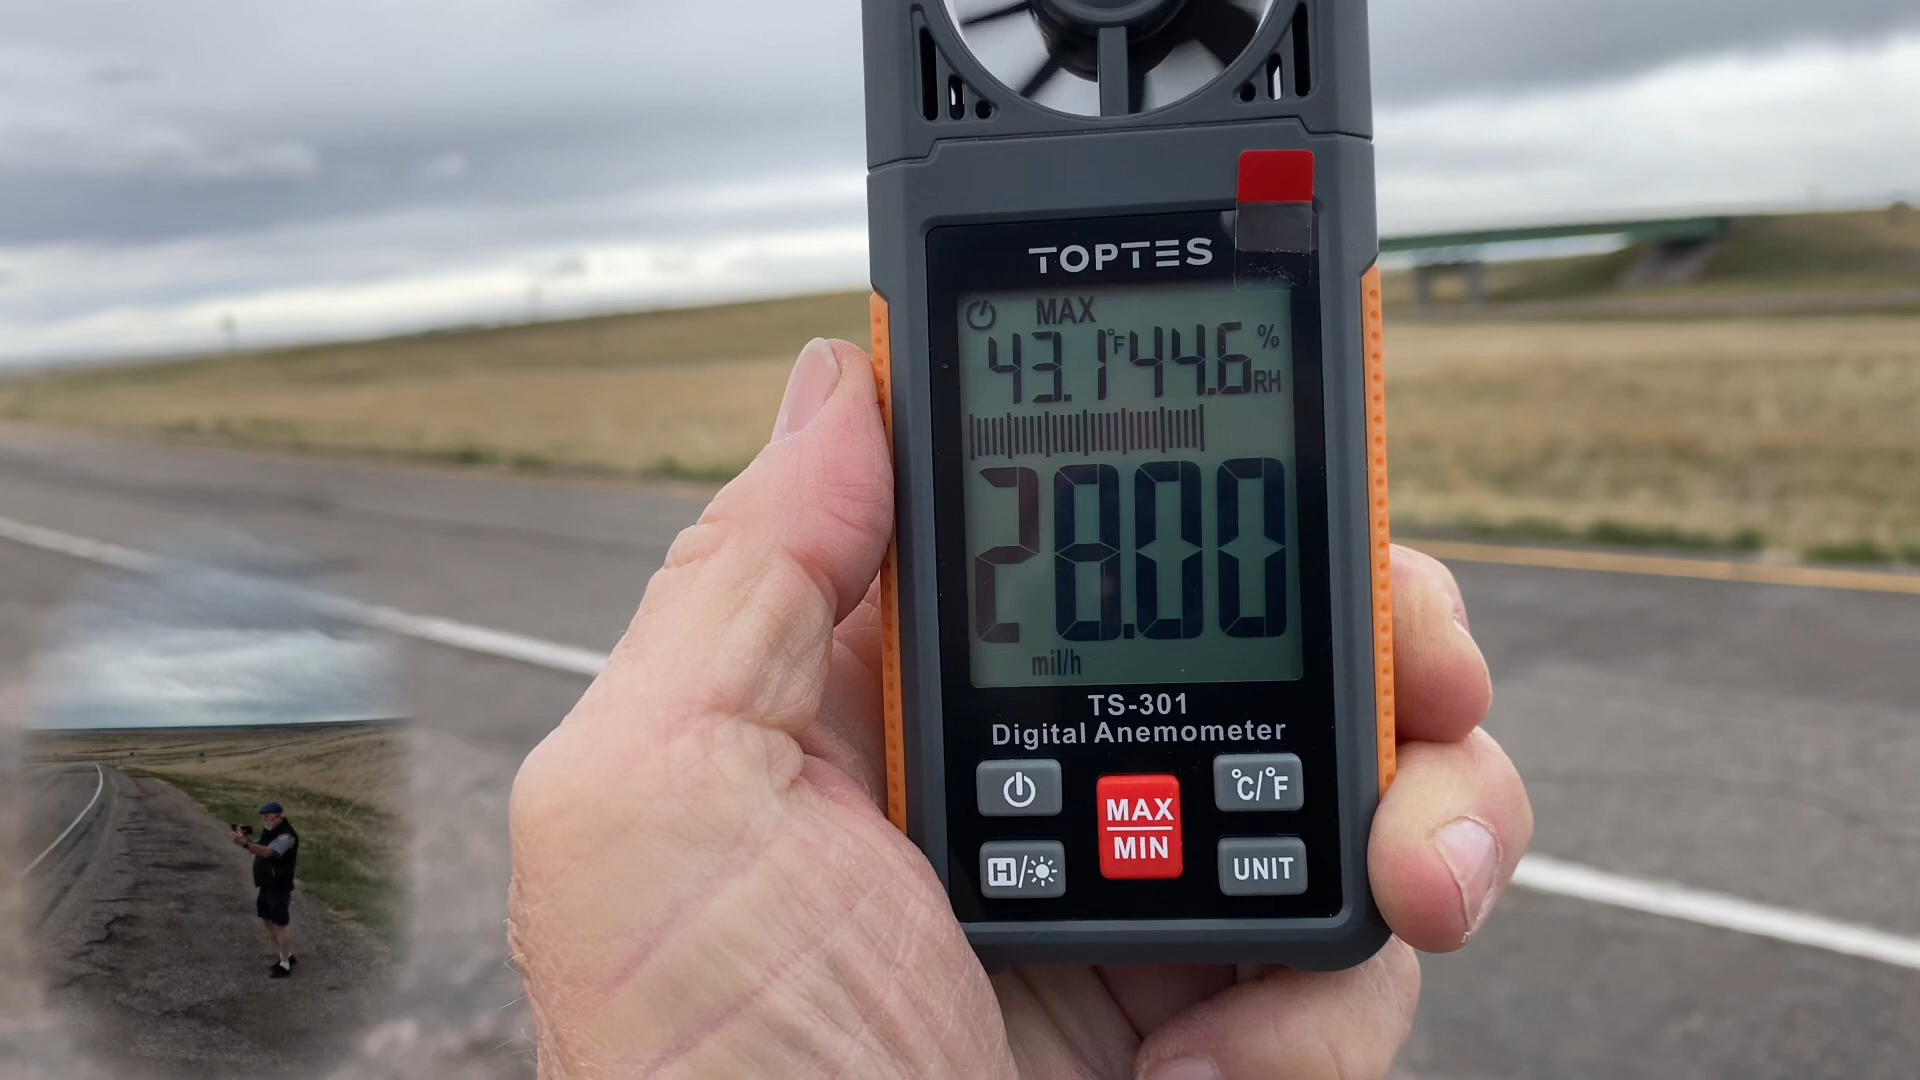 TOPTES
MAX
43.1°F 44.6% RH
28.00
mil/h
TS-301
Digital Anemometer
°C/°F
MAX
MIN
H/
UNIT